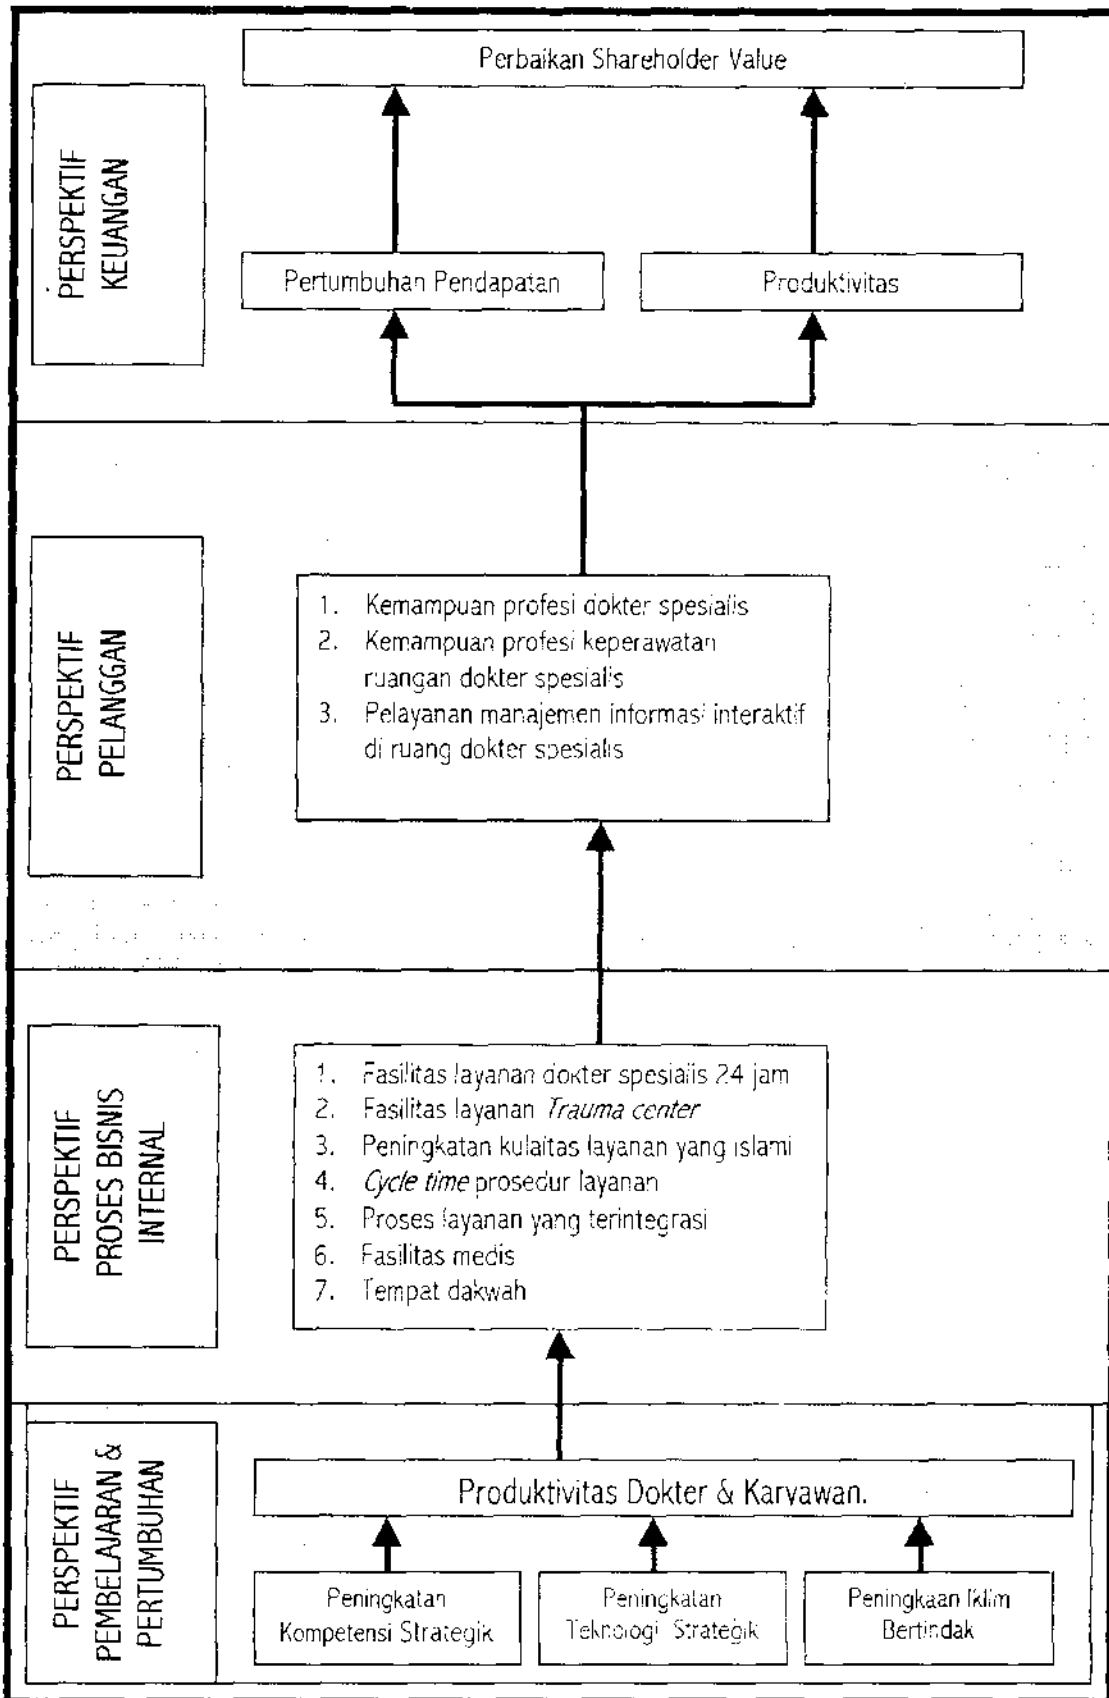 Perbaikan Shareholder Value
PERSPEKTIF
KEUANGAN
Pertumbuhan Pendapatan
Produktivitas
PERSPEKTIF
PELANGGAN
1. Kemampuan profesi dokter spesialis
2. Kemampuan profesi keperawatan
ruangan dokter spesialis
3. Pelayanan manajemen informasi interaktif
di ruang dokter spesialis
PERSPEKTIF
PROSES BISNIS
INTERNAL
1. Fasilitas layanan dokter spesialis 24 jam
2. Fasilitas layanan Trauma center
3. Peningkatan kulaitas layanan yang islami
4. Cycle time prosedur layanan
5. Proses layanan yang terintegrasi
6. Fasilitas medis
7. Tempat dakwah
PERSPEKTIF
PEMBELAJARAN &
PERTUMBUHAN
Produktivitas Dokter & Karyawan.
Peningkatan
Kompetensi Strategik
Peningkatan
Teknologi Strategik
Peningkaan Iklim
Bertindak